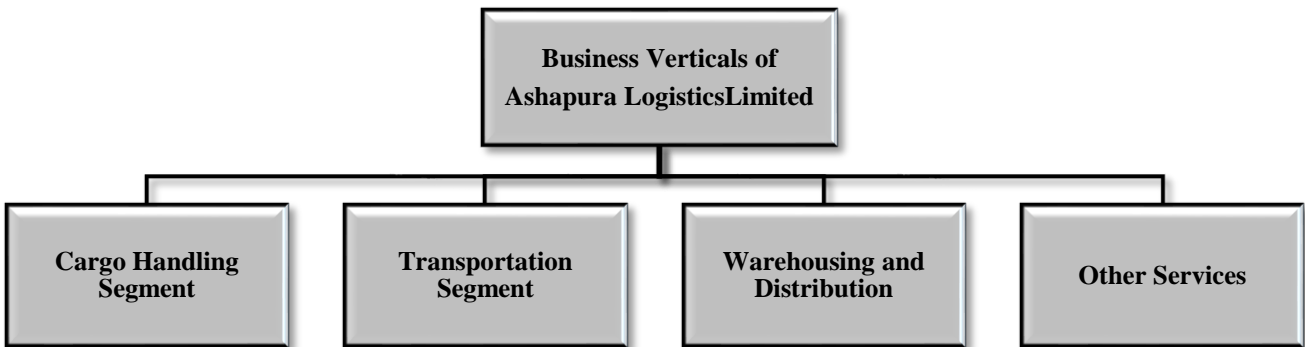 Business Verticals of
Ashapura LogisticsLimited
Cargo Handling
Segment
Transportation
Segment
Warehousing and
Distribution
Other Services